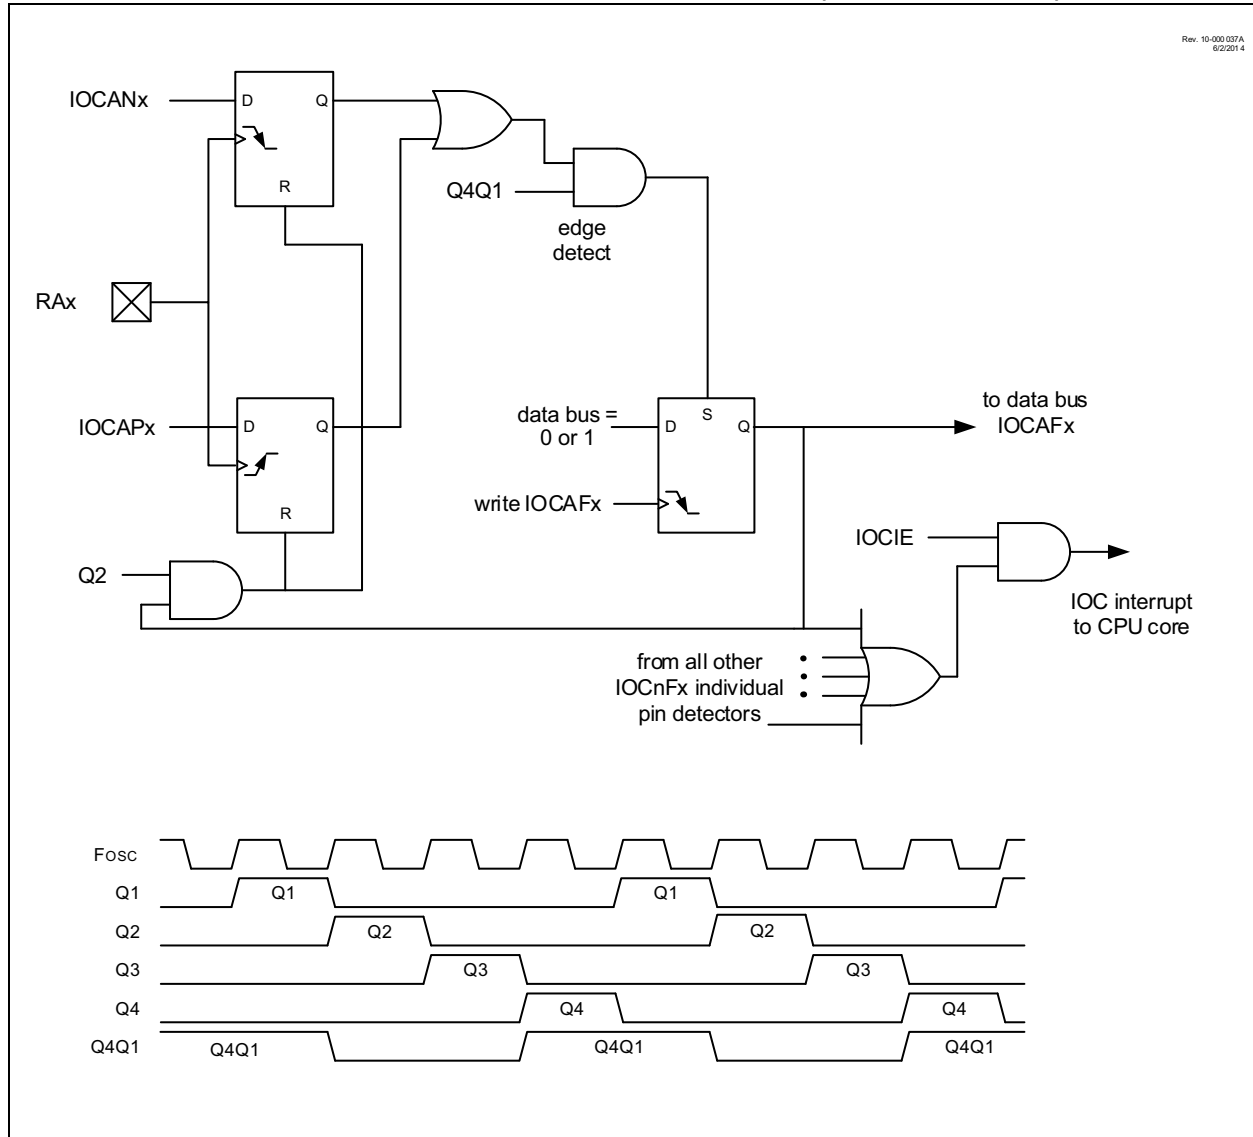 Rev. 10-000 037A
6/2/201 4
IOCANx
D
Q
R
Q4Q1
edge
detect
RAx
IOCAPx
D
Q
R
data bus =
0 or 1
S
D
Q
to data bus
IOCAFx
write IOCAFx
IOCIE
Q2
IOC interrupt
to CPU core
from all other
IOCnFx individual
pin detectors
FOSC
Q1
Q1
Q1
Q2
Q2
Q2
Q3
Q3
Q3
Q4
Q4
Q4
Q4Q1
Q4Q1
Q4Q1
Q4Q1